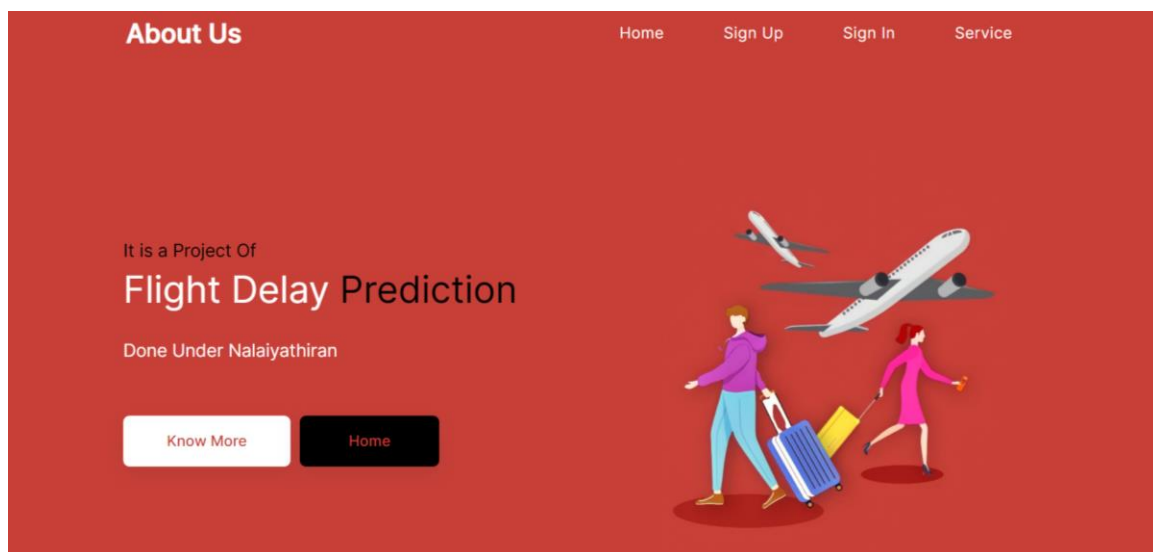 About Us
Home Sign Up Sign In Service
It is a Project Of
Flight Delay Prediction
Done Under Nalaiyathiran
Know More Home